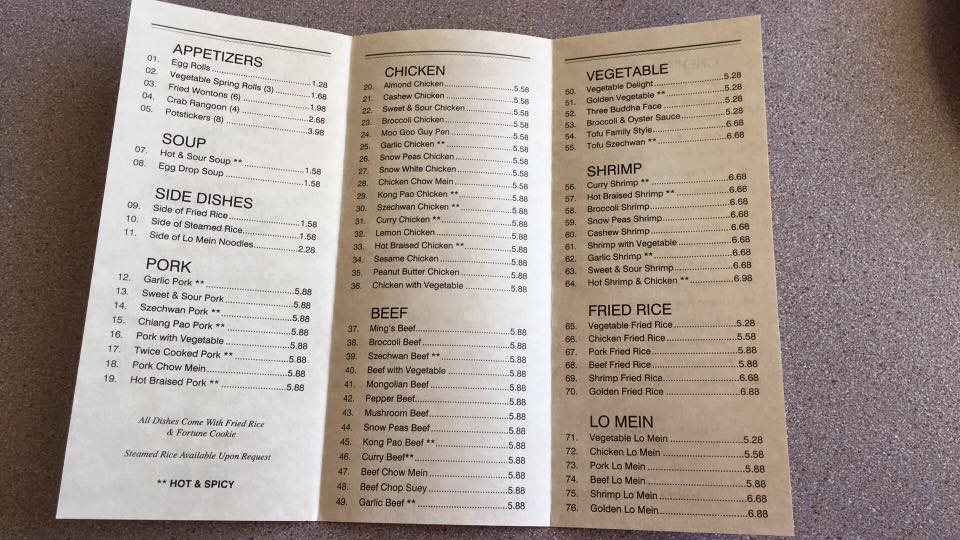 APPETIZERS
01. Egg Rolls 1.28
02. Vegetable Spring Rolls (3) 1.68
03. Fried Wontons (6) 1.98
04. Crab Rangoon (4) 2.68
05. Potstickers (8) 3.98
SOUP
07. Hot & Sour Soup ** 1.58
08. Egg Drop Soup 1.58
SIDE DISHES
09. Side of Fried Rice 1.58
10. Side of Steamed Rice 1.58
11. Side of Lo Mein Noodles 2.28
PORK
12. Garlic Pork ** 5.88
13. Sweet & Sour Pork 5.88
14. Szechwan Pork ** 5.88
15. Chiang Pao Pork ** 5.88
16. Pork with Vegetable 5.88
17. Twice Cooked Pork ** 5.88
18. Pork Chow Mein 5.88
19. Hot Braised Pork ** 5.88
All Dishes Come With Fried Rice
& Fortune Cookie
Steamed Rice Available Upon Request
** HOT & SPICY
CHICKEN
20. Almond Chicken 5.58
21. Cashew Chicken 5.58
22. Sweet & Sour Chicken 5.58
23. Broccoli Chicken 5.58
24. Moo Goo Guy Pen 5.58
25. Garlic Chicken ** 5.58
26. Snow Peas Chicken 5.58
27. Snow White Chicken 5.58
28. Chicken Chow Mein 5.58
29. Kong Pao Chicken ** 5.88
30. Szechwan Chicken ** 5.88
31. Curry Chicken ** 5.88
32. Lemon Chicken 5.88
33. Hot Braised Chicken ** 5.88
34. Sesame Chicken 5.88
35. Peanut Butter Chicken 5.88
36. Chicken with Vegetable 5.88
BEEF
37. Ming's Beef 5.88
38. Broccoli Beef 5.88
39. Szechwan Beef ** 5.88
40. Beef with Vegetable 5.88
41. Mongolian Beef 5.88
42. Pepper Beef 5.88
43. Mushroom Beef 5.88
44. Snow Peas Beef 5.88
45. Kong Pao Beef ** 5.88
46. Curry Beef** 5.88
47. Beef Chow Mein 5.88
48. Beef Chop Suey 5.88
49. Garlic Beef ** 5.88
VEGETABLE
50. Vegetable Delight 5.28
51. Golden Vegetable ** 5.28
52. Three Buddha Face 5.28
53. Broccoli & Oyster Sauce 5.28
54. Tofu Family Style 6.68
55. Tofu Szechwan ** 6.68
SHRIMP
56. Curry Shrimp ** 6.68
57. Hot Braised Shrimp ** 6.68
58. Broccoli Shrimp 6.68
59. Snow Peas Shrimp 6.68
60. Cashew Shrimp 6.68
61. Shrimp with Vegetable 6.68
62. Garlic Shrimp ** 6.68
63. Sweet & Sour Shrimp 6.68
64. Hot Shrimp & Chicken ** 6.98
FRIED RICE
65. Vegetable Fried Rice 5.28
66. Chicken Fried Rice 5.58
67. Pork Fried Rice 5.88
68. Beef Fried Rice 5.88
69. Shrimp Fried Rice 6.68
70. Golden Fried Rice 6.88
LO MEIN
71. Vegetable Lo Mein 5.28
72. Chicken Lo Mein 5.58
73. Pork Lo Mein 5.88
74. Beef Lo Mein 5.88
75. Shrimp Lo Mein 6.68
76. Golden Lo Mein 6.88